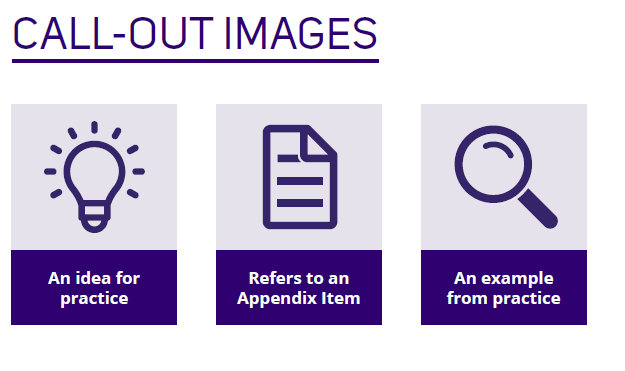 CALL-OUT IMAGES
An idea for
practice
Refers to an
Appendix Item
An example
from practice